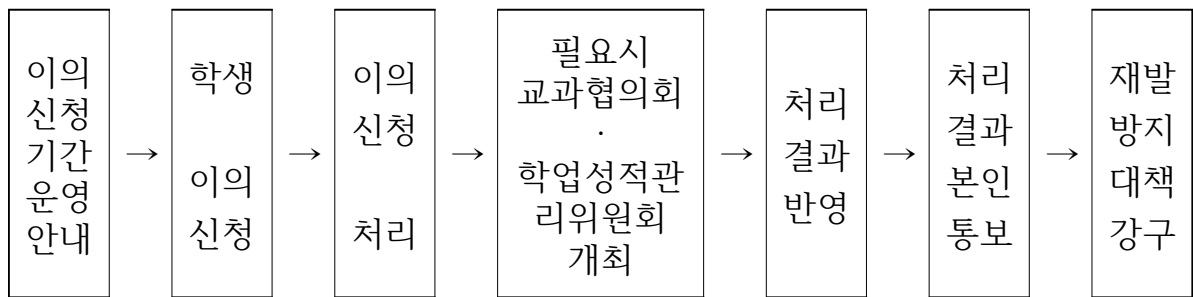 이의
신청
기간
운영
안내
→
학생
이의
신청
→
이의
신청
처리
→
필요시
교과협의회
·
학업성적관
리위원회
개최
→
처리
결과
반영
→
처리
결과
본인
통보
→
재발
방지
대책
강구